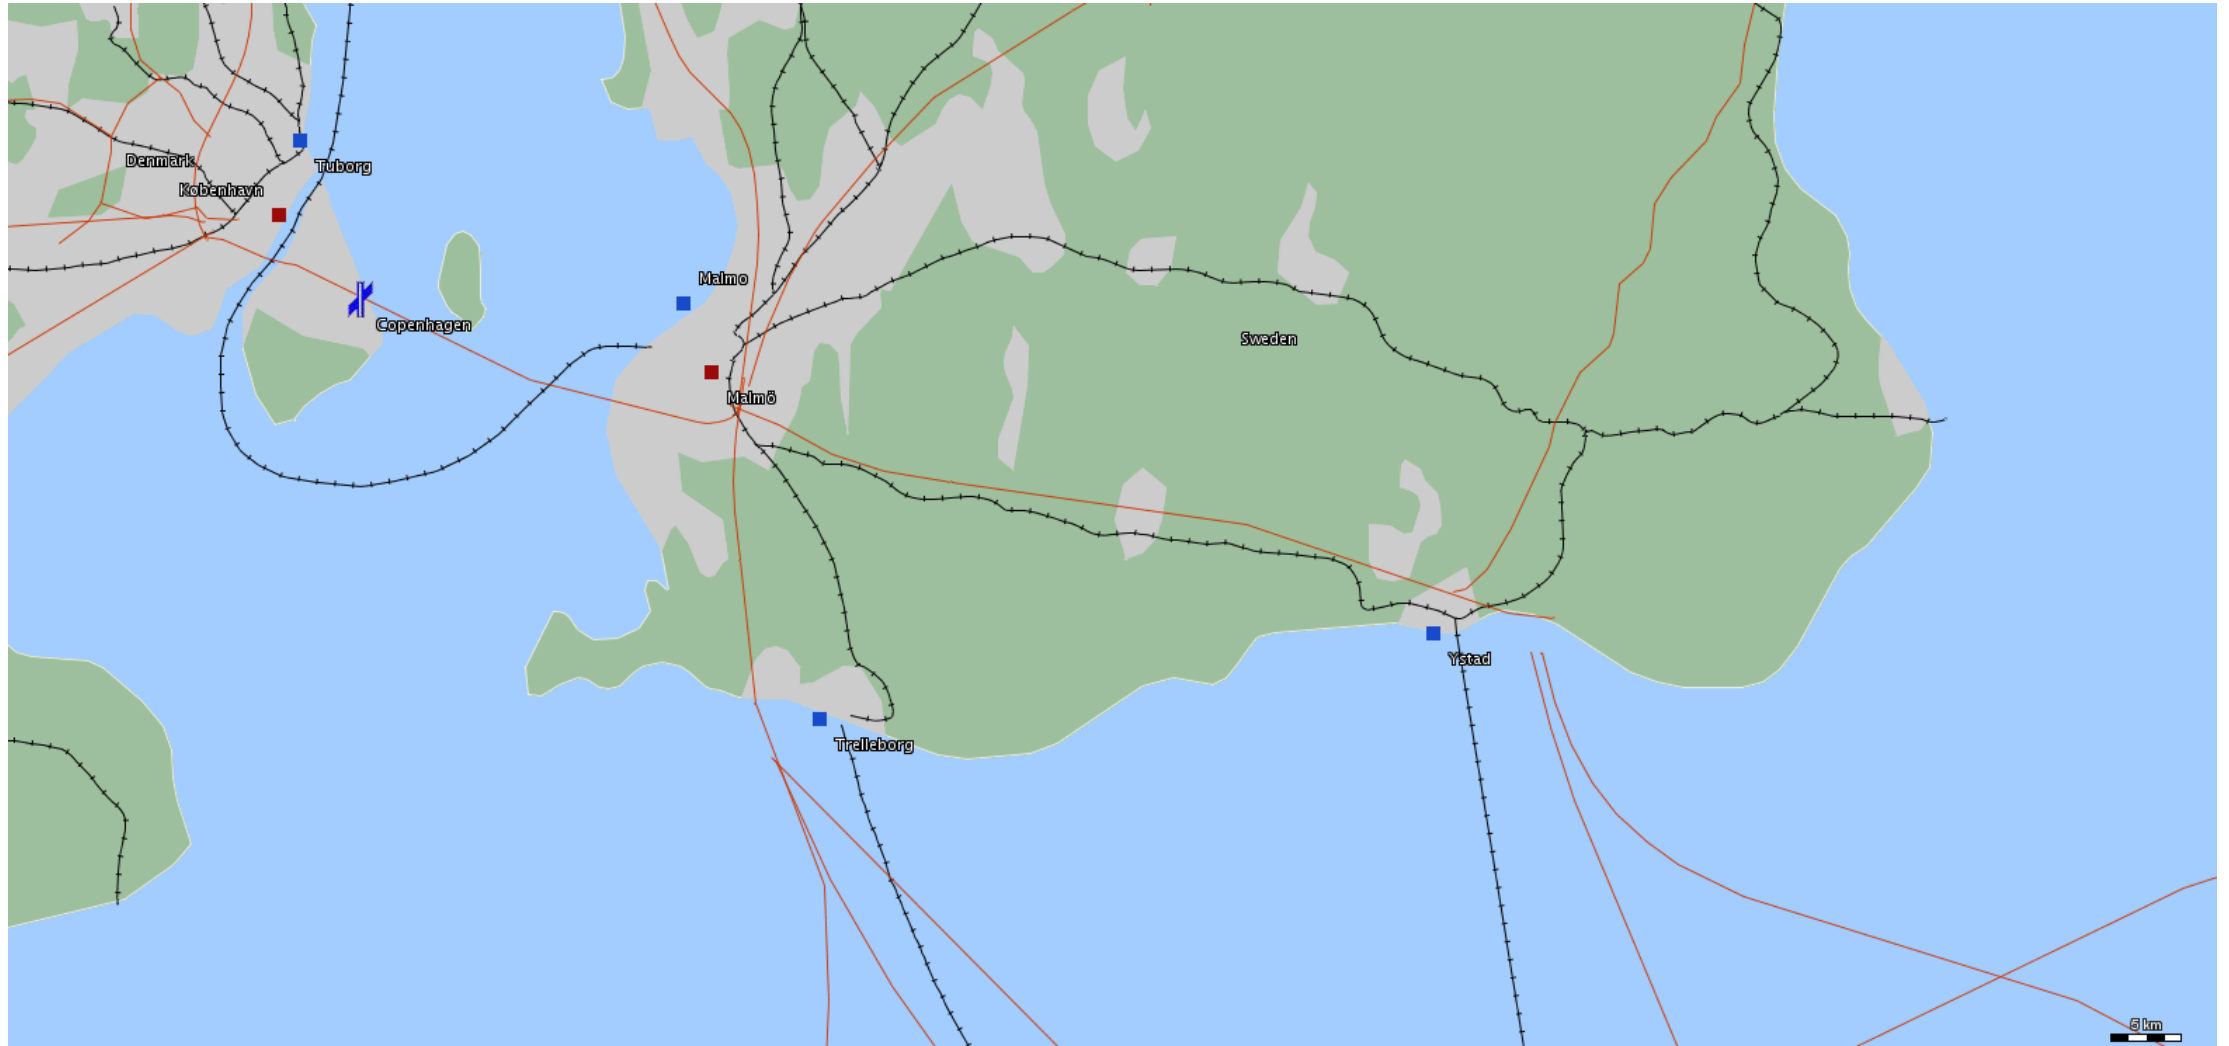 Denmark
Tuborg
København
Malmo
Copenhagen
Sweden
Malmö
Ystad
Trelleborg
5 km